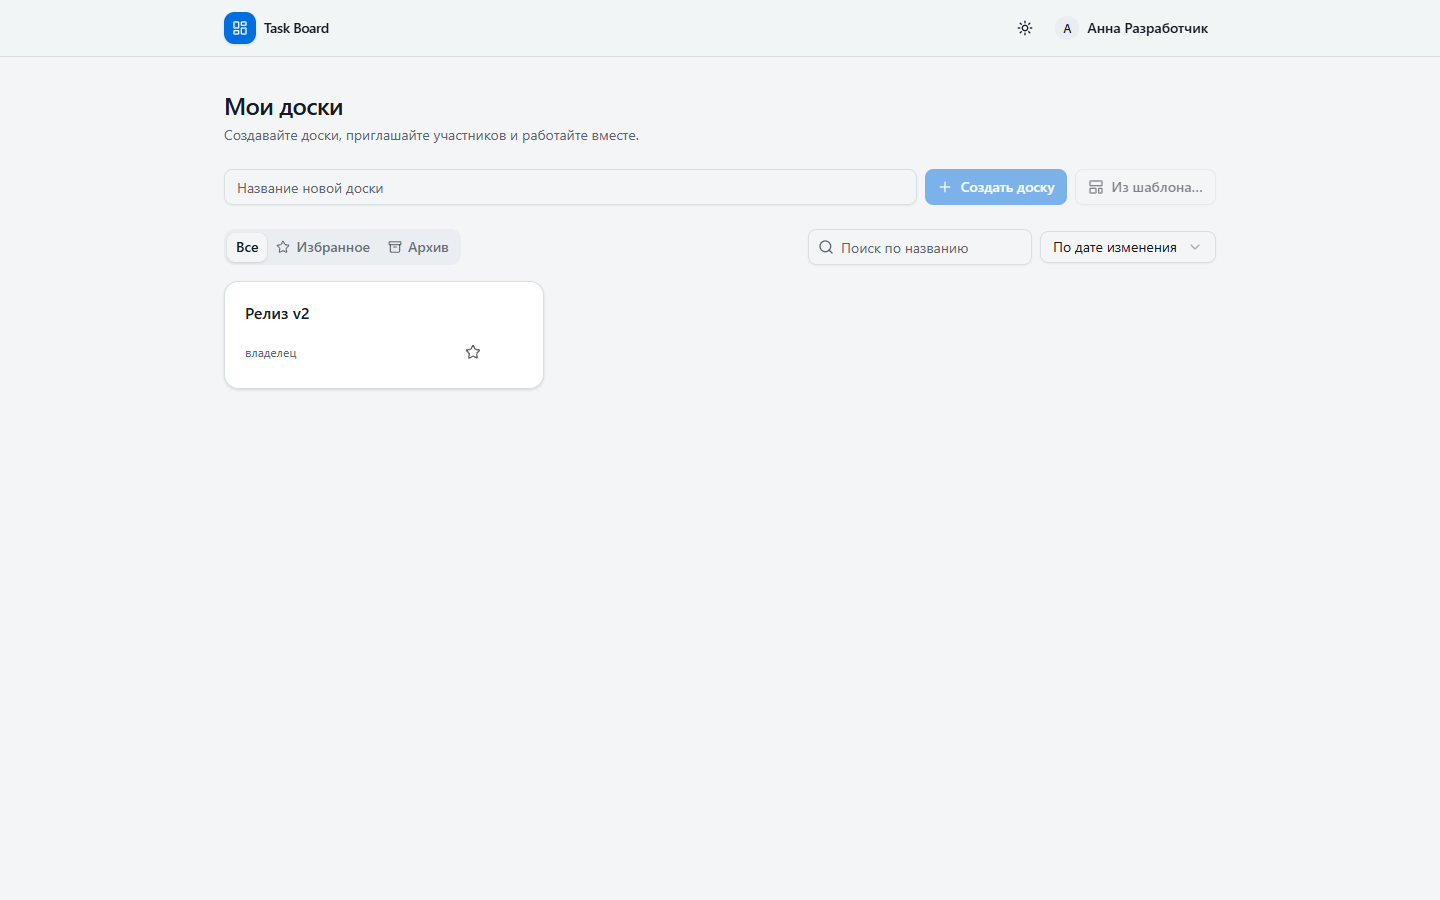 Task Board
A Анна Разработчик
Мои доски
Создавайте доски, приглашайте участников и работайте вместе.
Название новой доски
Создать доску
Из шаблона...
Все Избранное Архив
Поиск по названию
По дате изменения
Релиз v2
владелец